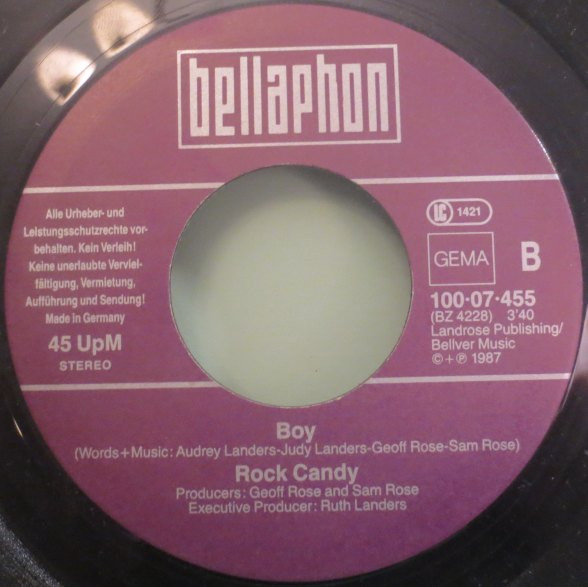 bellaphon
Alle Urheber- und
Leistungsschutzrechte vor-
behalten. Kein Verleih!
Keine unerlaubte Verviel-
fältigung, Vermietung,
Aufführung und Sendung!
Made in Germany
45 UpM
STEREO
LC 1421
GEMA B
100·07·455
(BZ 4228) 3'40
Landrose Publishing/
Bellver Music
© + ℗ 1987
Boy
(Words+Music: Audrey Landers-Judy Landers-Geoff Rose-Sam Rose)
Rock Candy
Producers: Geoff Rose and Sam Rose
Executive Producer: Ruth Landers